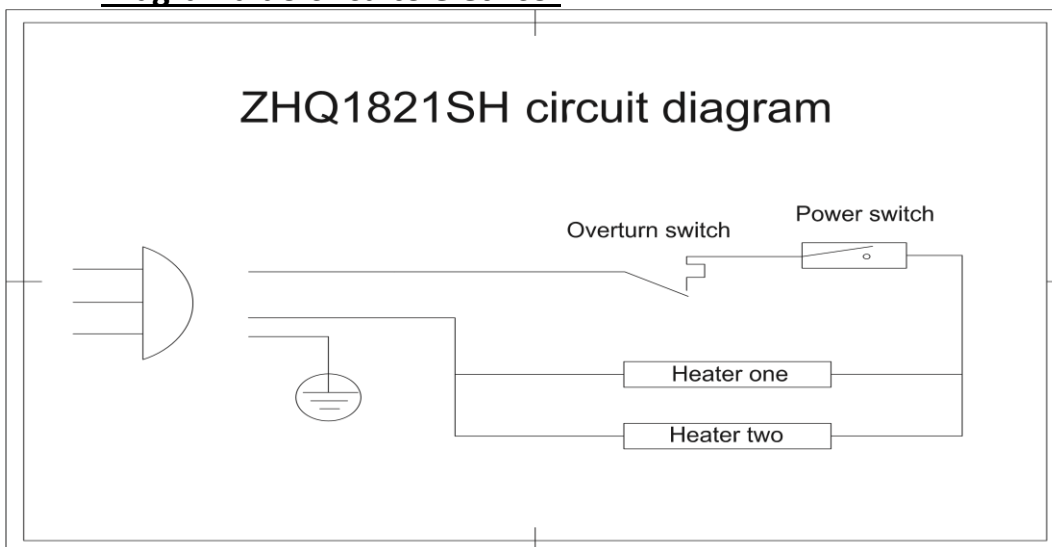 ZHQ1821SH circuit diagram
Power switch
Overturn switch
Heater one
Heater two